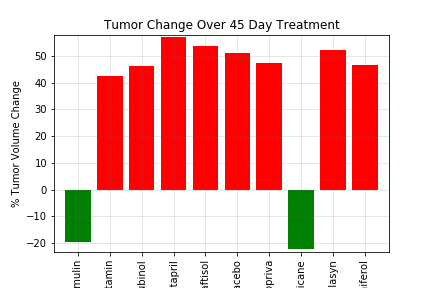 Tumor Change Over 45 Day Treatment
% Tumor Volume Change
50
40
30
20
10
0
−10
−20
mulin
tamin
binol
tapril
aftisol
acebo
opriva
icane
lasyn
iferol